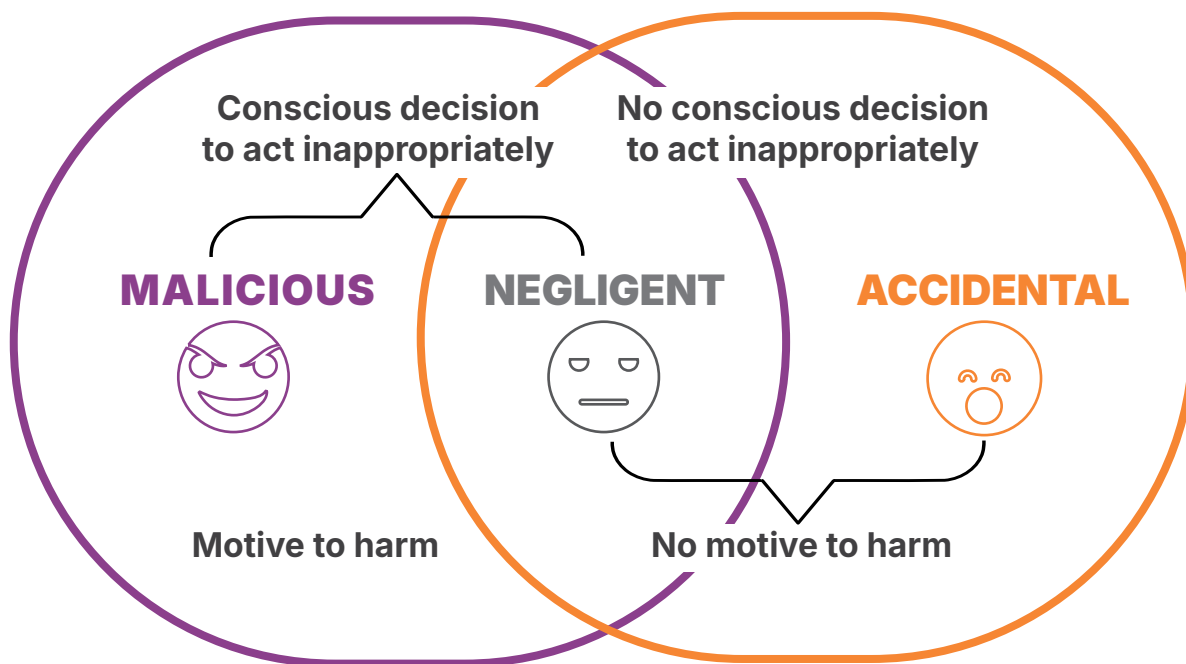 Conscious decision
to act inappropriately
No conscious decision
to act inappropriately
MALICIOUS
NEGLIGENT
ACCIDENTAL
Motive to harm
No motive to harm